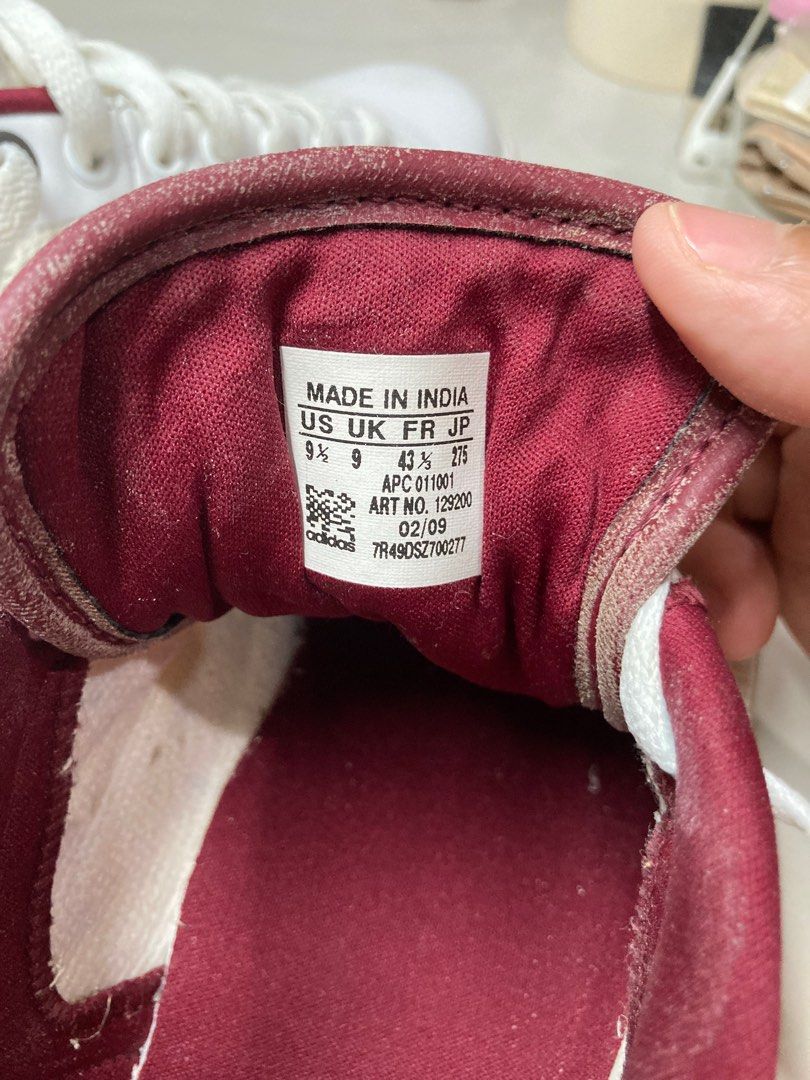 MADE IN INDIA
US UK FR JP
9½ 9 43⅓ 275
APC 011001
ART NO. 129200
02/09
adidas 7R49DSZ700277